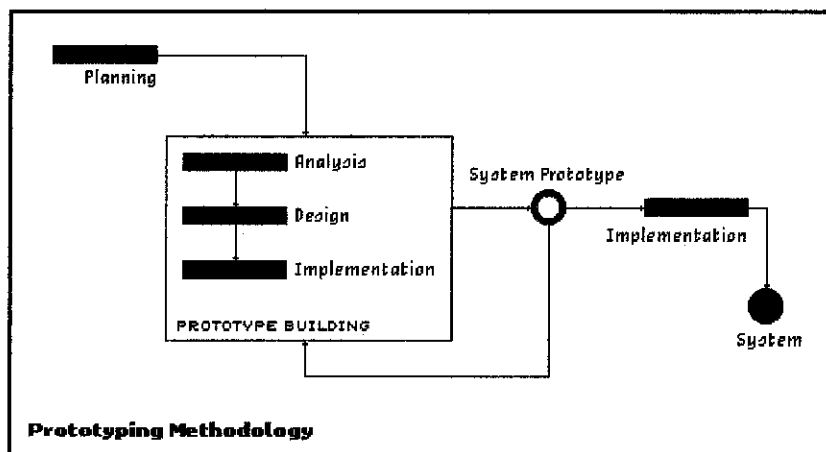 Planning
Analysis
System Prototype
Design
Implementation
Implementation
PROTOTYPE BUILDING
System
Prototyping Methodology